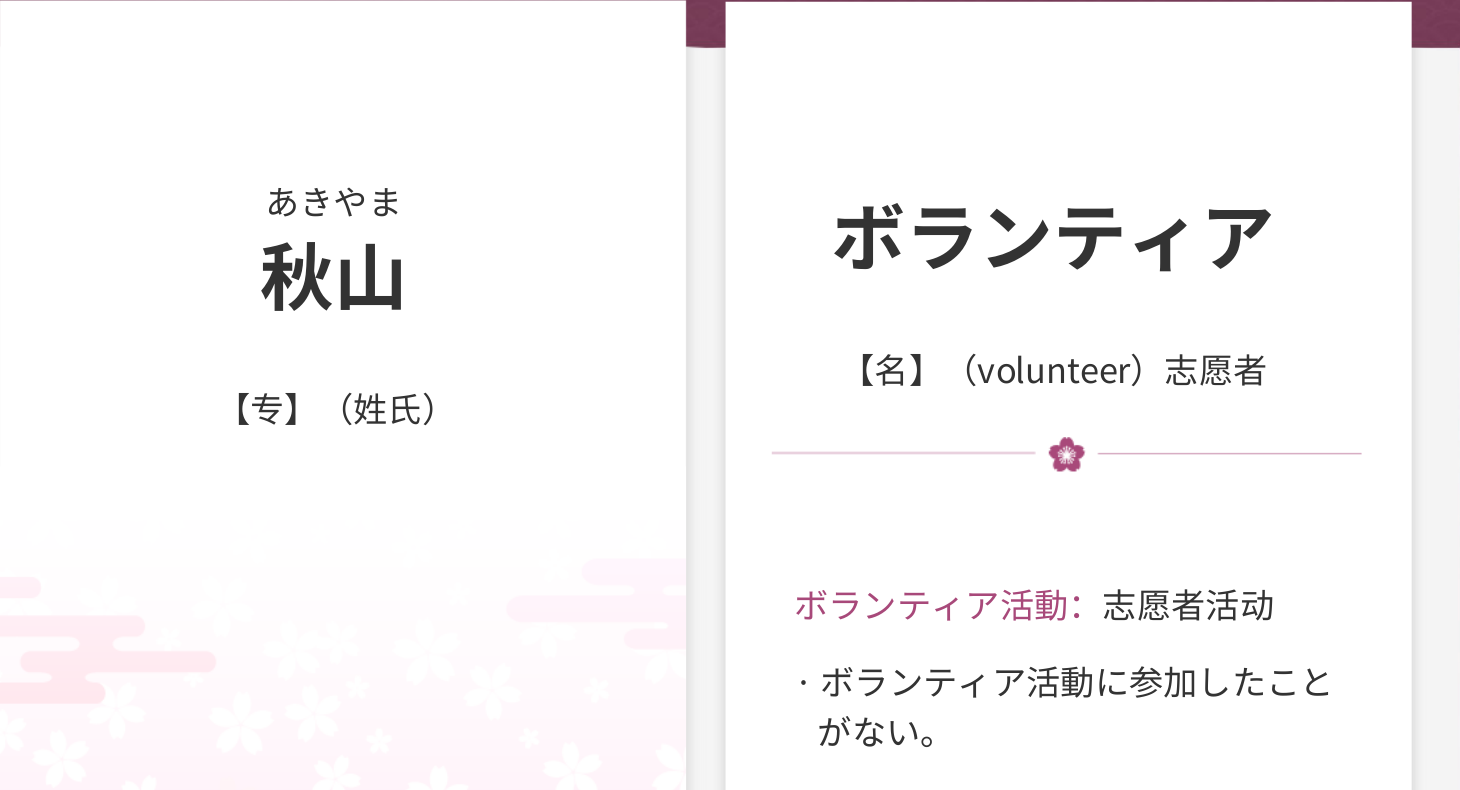 あきやま
秋山
【专】（姓氏）
ボランティア
【名】（volunteer）志愿者
ボランティア活動：志愿者活动
· ボランティア活動に参加したこと
がない。